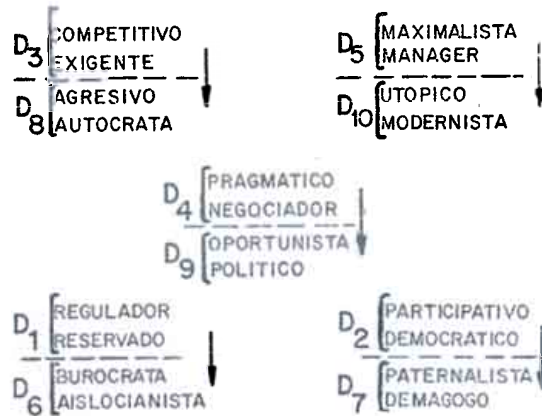 D3 COMPETITIVO
EXIGENTE
D8 AGRESIVO
AUTOCRATA
D5 MAXIMALISTA
MANAGER
D10 UTOPICO
MODERNISTA
D4 PRAGMATICO
NEGOCIADOR
D9 OPORTUNISTA
POLITICO
D1 REGULADOR
RESERVADO
D6 BUROCRATA
AISLOCIANISTA
D2 PARTICIPATIVO
DEMOCRATICO
D7 PATERNALISTA
DEMAGOGO